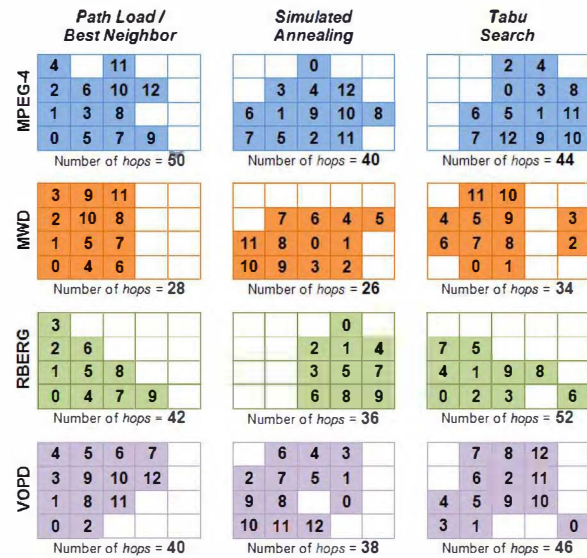 Path Load / Best Neighbor
Simulated Annealing
Tabu Search
MPEG-4
4 11
2 6 10 12
1 3 8
0 5 7 9
Number of hops = 50
0
3 4 12
6 1 9 10 8
7 5 2 11
Number of hops = 40
2 4
0 3 8
6 5 1 11
7 12 9 10
Number of hops = 44
MWD
3 9 11
2 10 8
1 5 7
0 4 6
Number of hops = 28
7 6 4 5
11 8 0 1
10 9 3 2
Number of hops = 26
11 10
4 5 9 3
6 7 8 2
0 1
Number of hops = 34
RBERG
3
2 6
1 5 8
0 4 7 9
Number of hops = 42
0
2 1 4
3 5 7
6 8 9
Number of hops = 36
7 5
4 1 9 8
0 2 3 6
Number of hops = 52
VOPD
4 5 6 7
3 9 10 12
1 8 11
0 2
Number of hops = 40
6 4 3
2 7 5 1
9 8 0
10 11 12
Number of hops = 38
7 8 12
6 2 11
4 5 9 10
3 1 0
Number of hops = 46